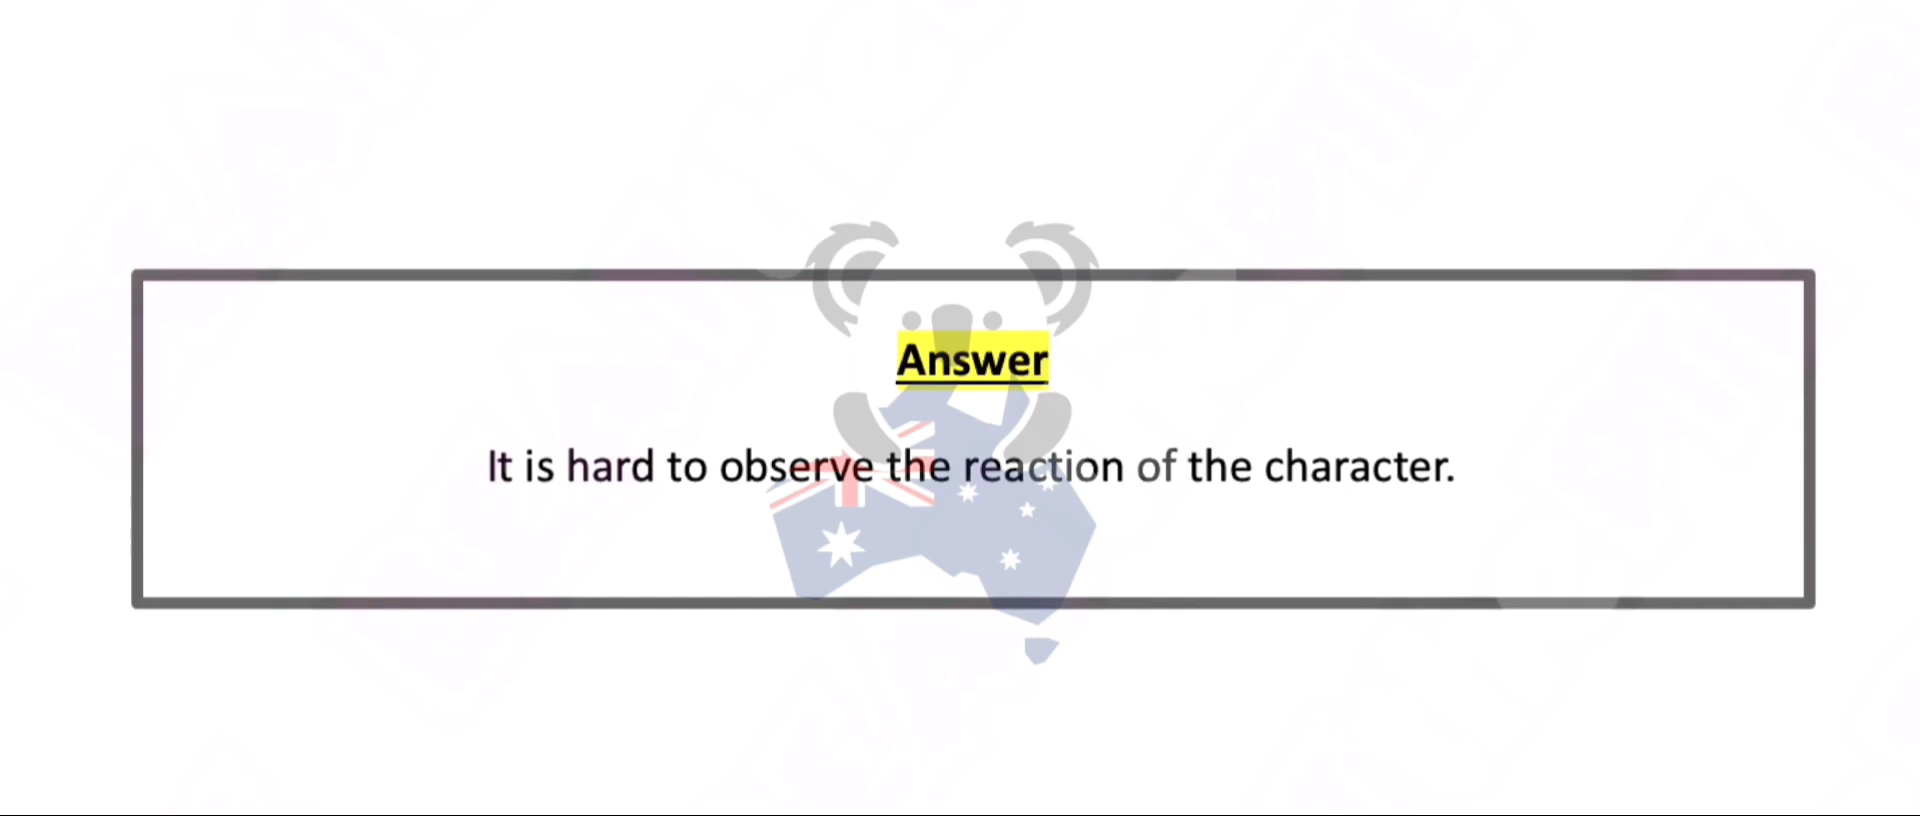 Answer
It is hard to observe the reaction of the character.